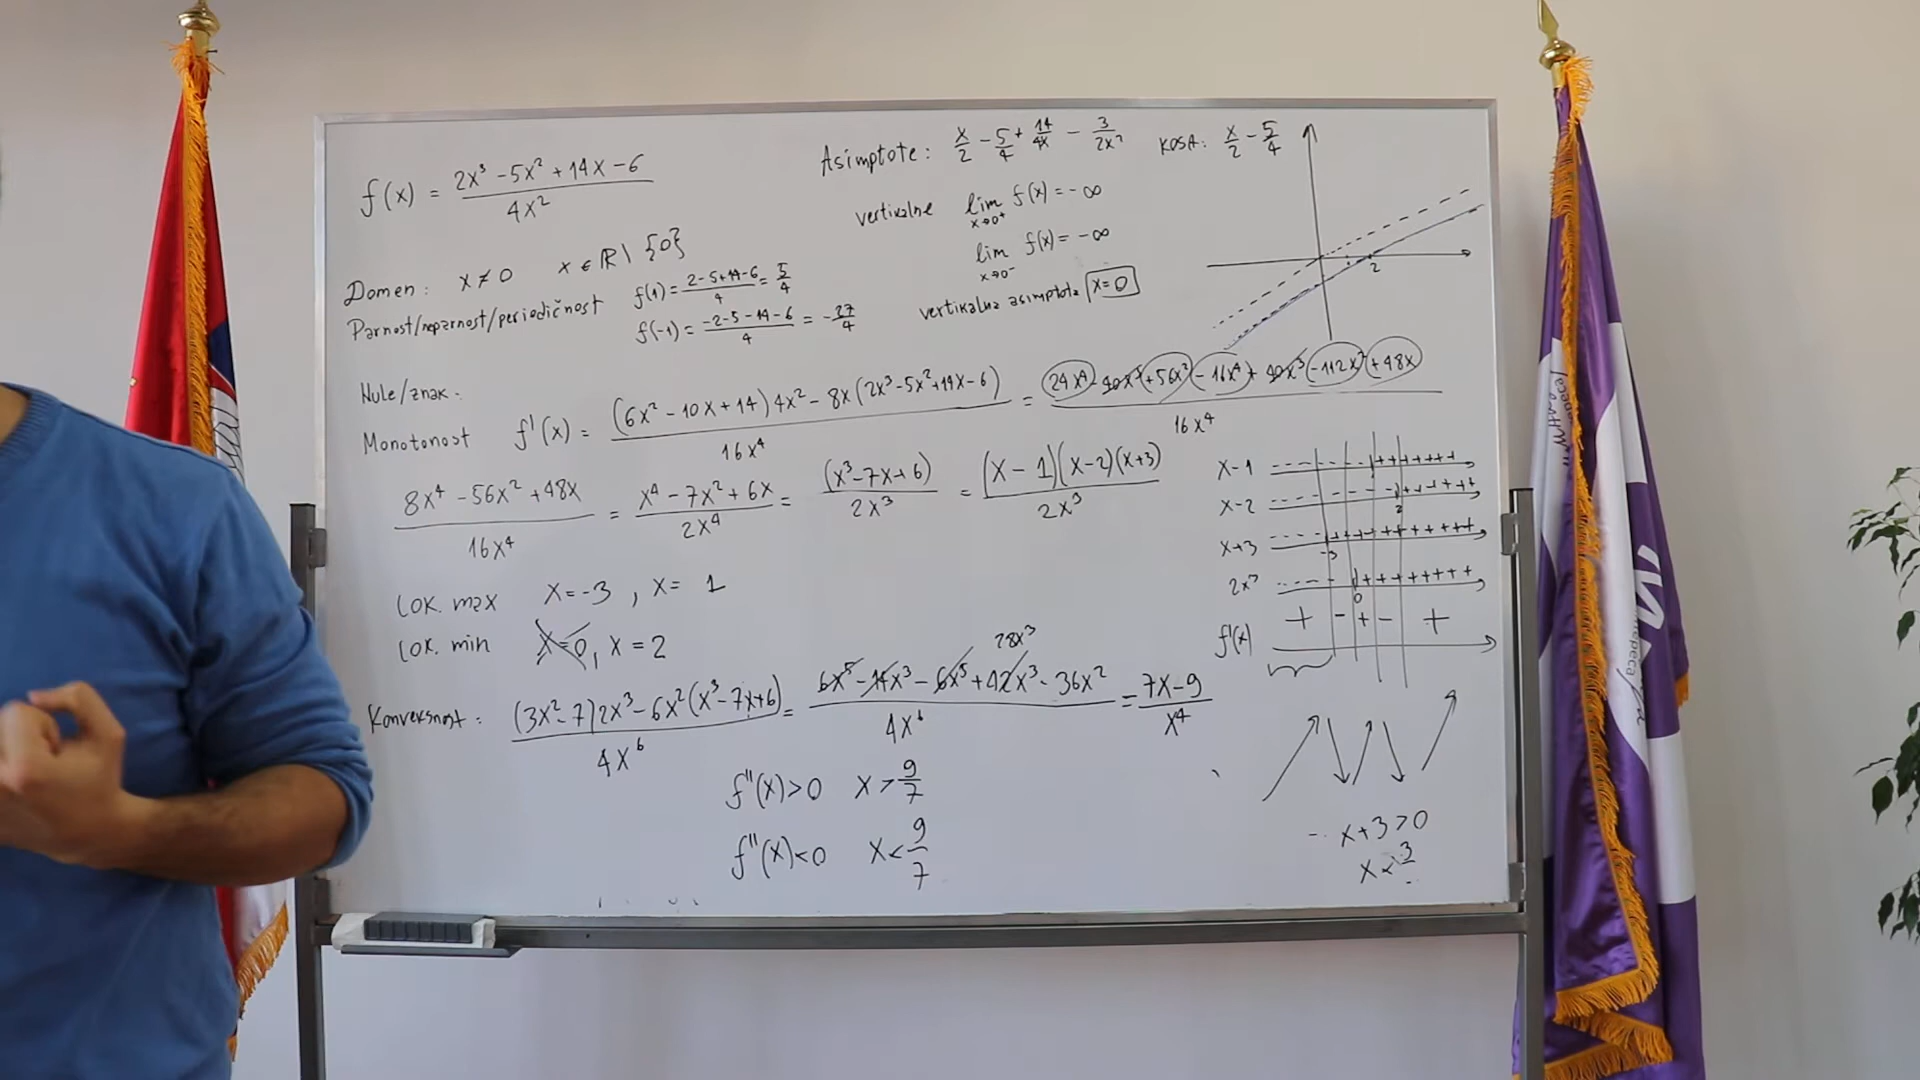 f(x) = (2x³ - 5x² + 14x - 6) / 4x²
Domen: x ≠ 0 x ∈ R \ {0}
Parnost/neparnost/periodičnost f(1) = (2-5+14-6)/4 = 5/4
f(-1) = (-2-5-14-6)/4 = -27/4
Asimptote: x/2 - 5/4 + 14/4x - 3/2x² kosa: x/2 - 5/4
vertikalne lim x→0⁺ f(x) = -∞
lim x→0⁻ f(x) = -∞
vertikalna asimptota x=0
2
Nule/znak:
Monotonost f'(x) = ((6x² - 10x + 14)4x² - 8x(2x³ - 5x² + 14x - 6)) / 16x⁴ = (24x⁴ - 40x³ + 56x² - 16x⁴ + 40x³ - 112x² + 48x) / 16x⁴
(8x⁴ - 56x² + 48x) / 16x⁴ = (x⁴ - 7x² + 6x) / 2x⁴ = (x³ - 7x + 6) / 2x³ = (x - 1)(x-2)(x+3) / 2x³
lok. max x = -3, x = 1
lok. min x=0, x = 2
Konveksnost: ((3x² - 7)2x³ - 6x²(x³ - 7x + 6)) / 4x⁶ = (6x⁵ - 14x³ - 6x⁵ + 42x³ - 36x²) / 4x⁶ = (7x - 9) / x⁴
28x³
f''(x) > 0 x > 9/7
f''(x) < 0 x < 9/7
x-1 - - - - + + + + + + +
x-2 - - - - - - + + + + +
2
x+3 - - - + + + + + + + +
-3
2x³ - - - - + + + + + + + +
0
f'(x) + - + - +
x+3>0